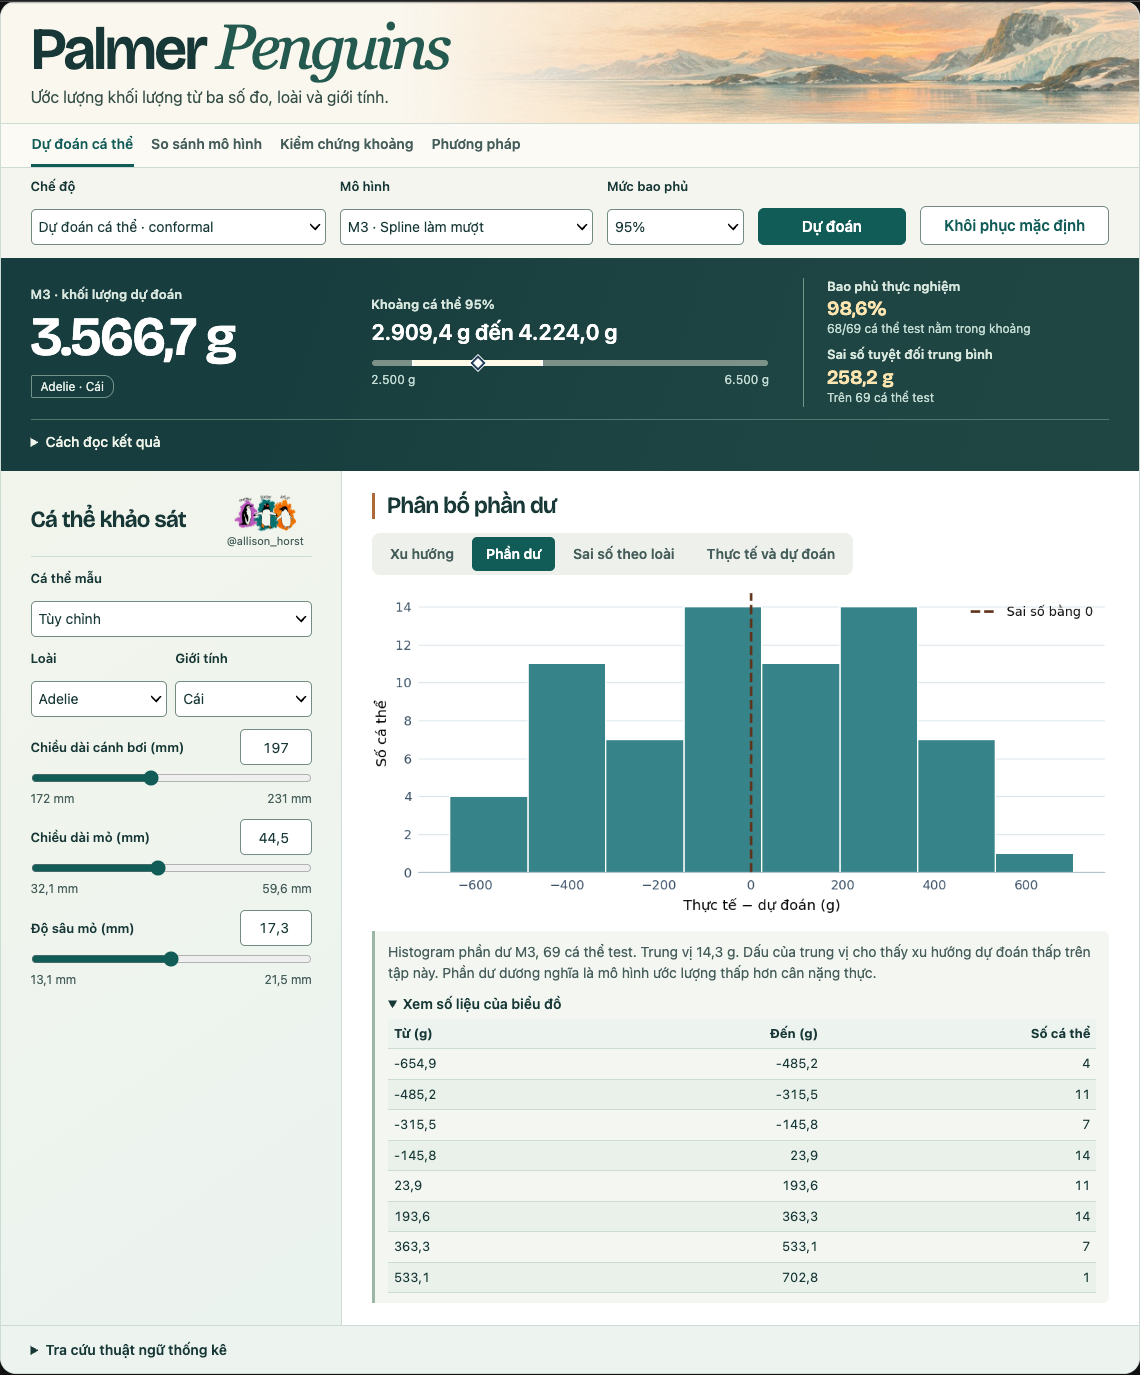 Palmer Penguins
Ước lượng khối lượng từ ba số đo, loài và giới tính.
Dự đoán cá thể So sánh mô hình Kiểm chứng khoảng Phương pháp
Chế độ Mô hình Mức bao phủ
Dự đoán cá thể · conformal M3 · Spline làm mượt 95% Dự đoán Khôi phục mặc định
M3 · khối lượng dự đoán
3.566,7 g
Adelie · Cái
Khoảng cá thể 95%
2.909,4 g đến 4.224,0 g
2.500 g 6.500 g
Bao phủ thực nghiệm
98,6%
68/69 cá thể test nằm trong khoảng
Sai số tuyệt đối trung bình
258,2 g
Trên 69 cá thể test
Cách đọc kết quả
Cá thể khảo sát
@allison_horst
Cá thể mẫu
Tùy chỉnh
Loài Giới tính
Adelie Cái
Chiều dài cánh bơi (mm) 197
172 mm 231 mm
Chiều dài mỏ (mm) 44,5
32,1 mm 59,6 mm
Độ sâu mỏ (mm) 17,3
13,1 mm 21,5 mm
Phân bố phần dư
Xu hướng Phần dư Sai số theo loài Thực tế và dự đoán
Sai số bằng 0
Số cá thể
14
12
10
8
6
4
2
0
−600 −400 −200 0 200 400 600
Thực tế − dự đoán (g)
Histogram phần dư M3, 69 cá thể test. Trung vị 14,3 g. Dấu của trung vị cho thấy xu hướng dự đoán thấp trên
tập này. Phần dư dương nghĩa là mô hình ước lượng thấp hơn cân nặng thực.
Xem số liệu của biểu đồ
Từ (g) Đến (g) Số cá thể
-654,9 -485,2 4
-485,2 -315,5 11
-315,5 -145,8 7
-145,8 23,9 14
23,9 193,6 11
193,6 363,3 14
363,3 533,1 7
533,1 702,8 1
Tra cứu thuật ngữ thống kê